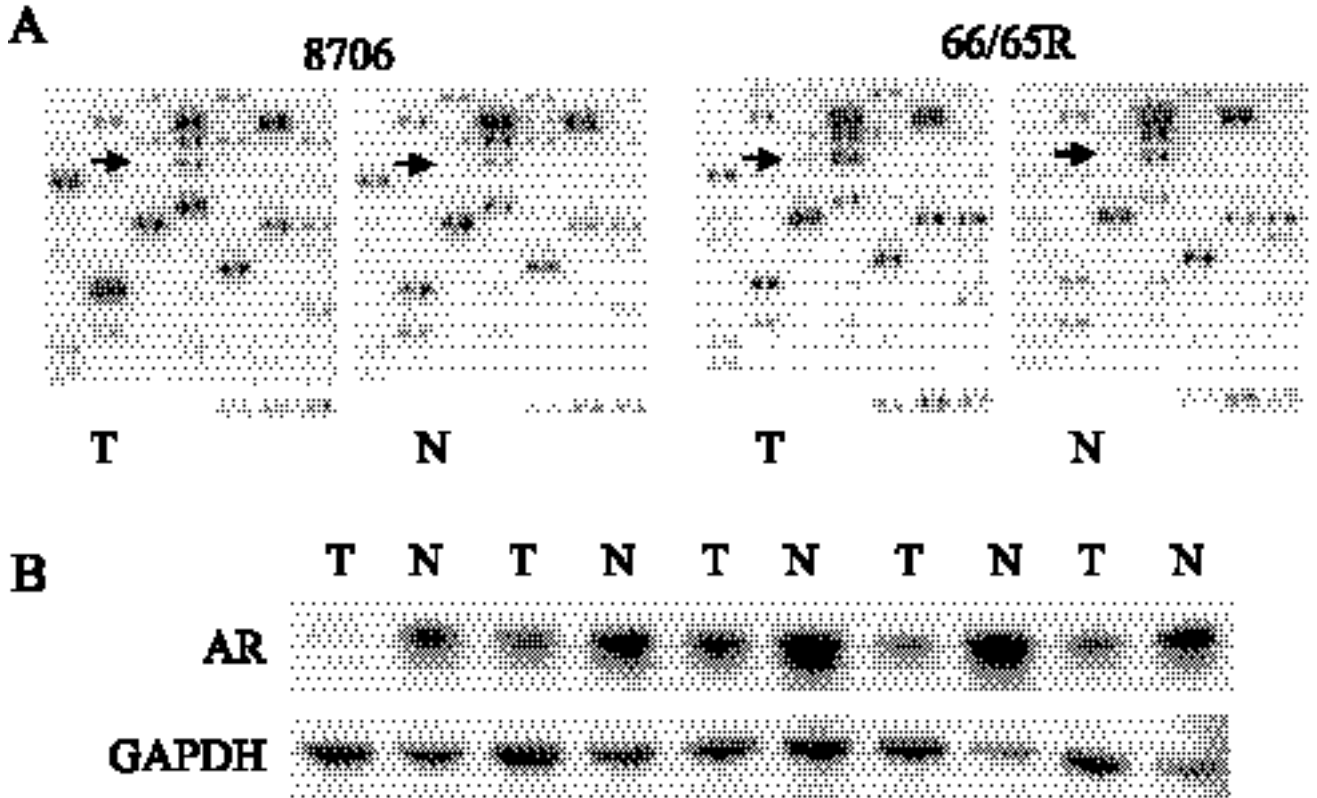 A
8706
66/65R
T N T N
B
T N T N T N T N T N
AR
GAPDH